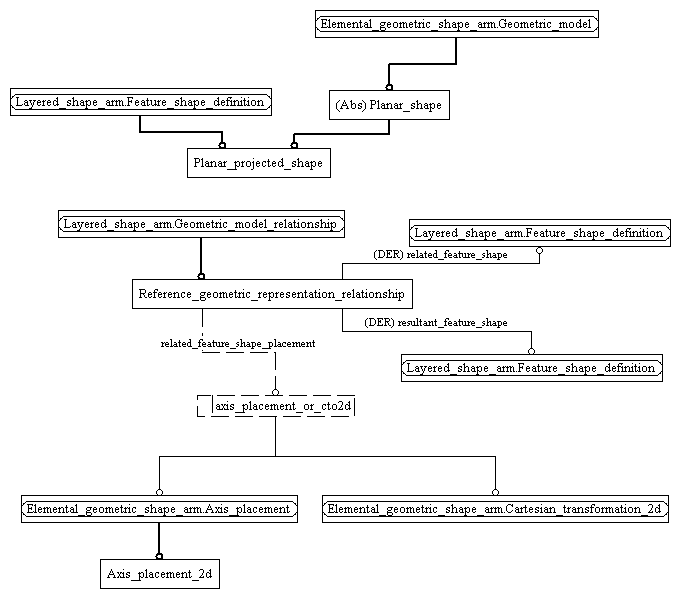 Elemental_geometric_shape_arm.Geometric_model
Layered_shape_arm.Feature_shape_definition
(Abs) Planar_shape
Planar_projected_shape
Layered_shape_arm.Geometric_model_relationship
Layered_shape_arm.Feature_shape_definition
(DER) related_feature_shape
Reference_geometric_representation_relationship
(DER) resultant_feature_shape
related_feature_shape_placement
Layered_shape_arm.Feature_shape_definition
axis_placement_or_cto2d
Elemental_geometric_shape_arm.Axis_placement
Elemental_geometric_shape_arm.Cartesian_transformation_2d
Axis_placement_2d